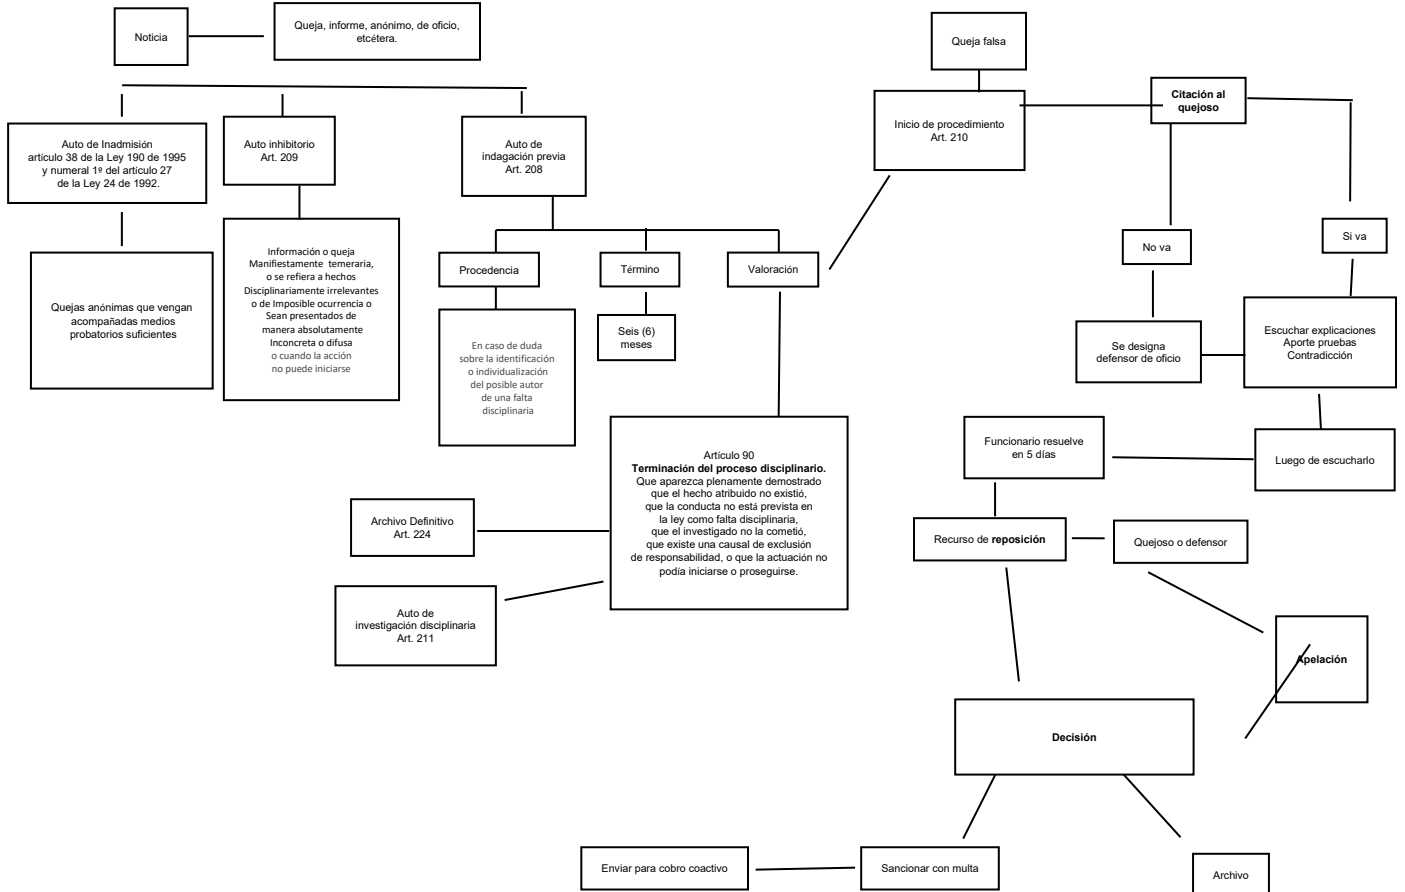 Noticia
Queja, informe, anónimo, de oficio,
etcétera.
Auto de Inadmisión
artículo 38 de la Ley 190 de 1995
y numeral 1º del artículo 27
de la Ley 24 de 1992.
Quejas anónimas que vengan
acompañadas medios
probatorios suficientes
Auto inhibitorio
Art. 209
Información o queja
Manifiestamente temeraria,
o se refiera a hechos
Disciplinariamente irrelevantes
o de Imposible ocurrencia o
Sean presentados de
manera absolutamente
Inconcreta o difusa
o cuando la acción
no puede iniciarse
Auto de
indagación previa
Art. 208
Procedencia
En caso de duda
sobre la identificación
o individualización
del posible autor
de una falta
disciplinaria
Término
Seis (6)
meses
Valoración
Artículo 90
Terminación del proceso disciplinario.
Que aparezca plenamente demostrado
que el hecho atribuido no existió,
que la conducta no está prevista en
la ley como falta disciplinaria,
que el investigado no la cometió,
que existe una causal de exclusión
de responsabilidad, o que la actuación no
podía iniciarse o proseguirse.
Archivo Definitivo
Art. 224
Auto de
investigación disciplinaria
Art. 211
Queja falsa
Inicio de procedimiento
Art. 210
Citación al
quejoso
No va
Si va
Se designa
defensor de oficio
Escuchar explicaciones
Aporte pruebas
Contradicción
Luego de escucharlo
Funcionario resuelve
en 5 días
Recurso de reposición
Quejoso o defensor
Apelación
Decisión
Sancionar con multa
Enviar para cobro coactivo
Archivo